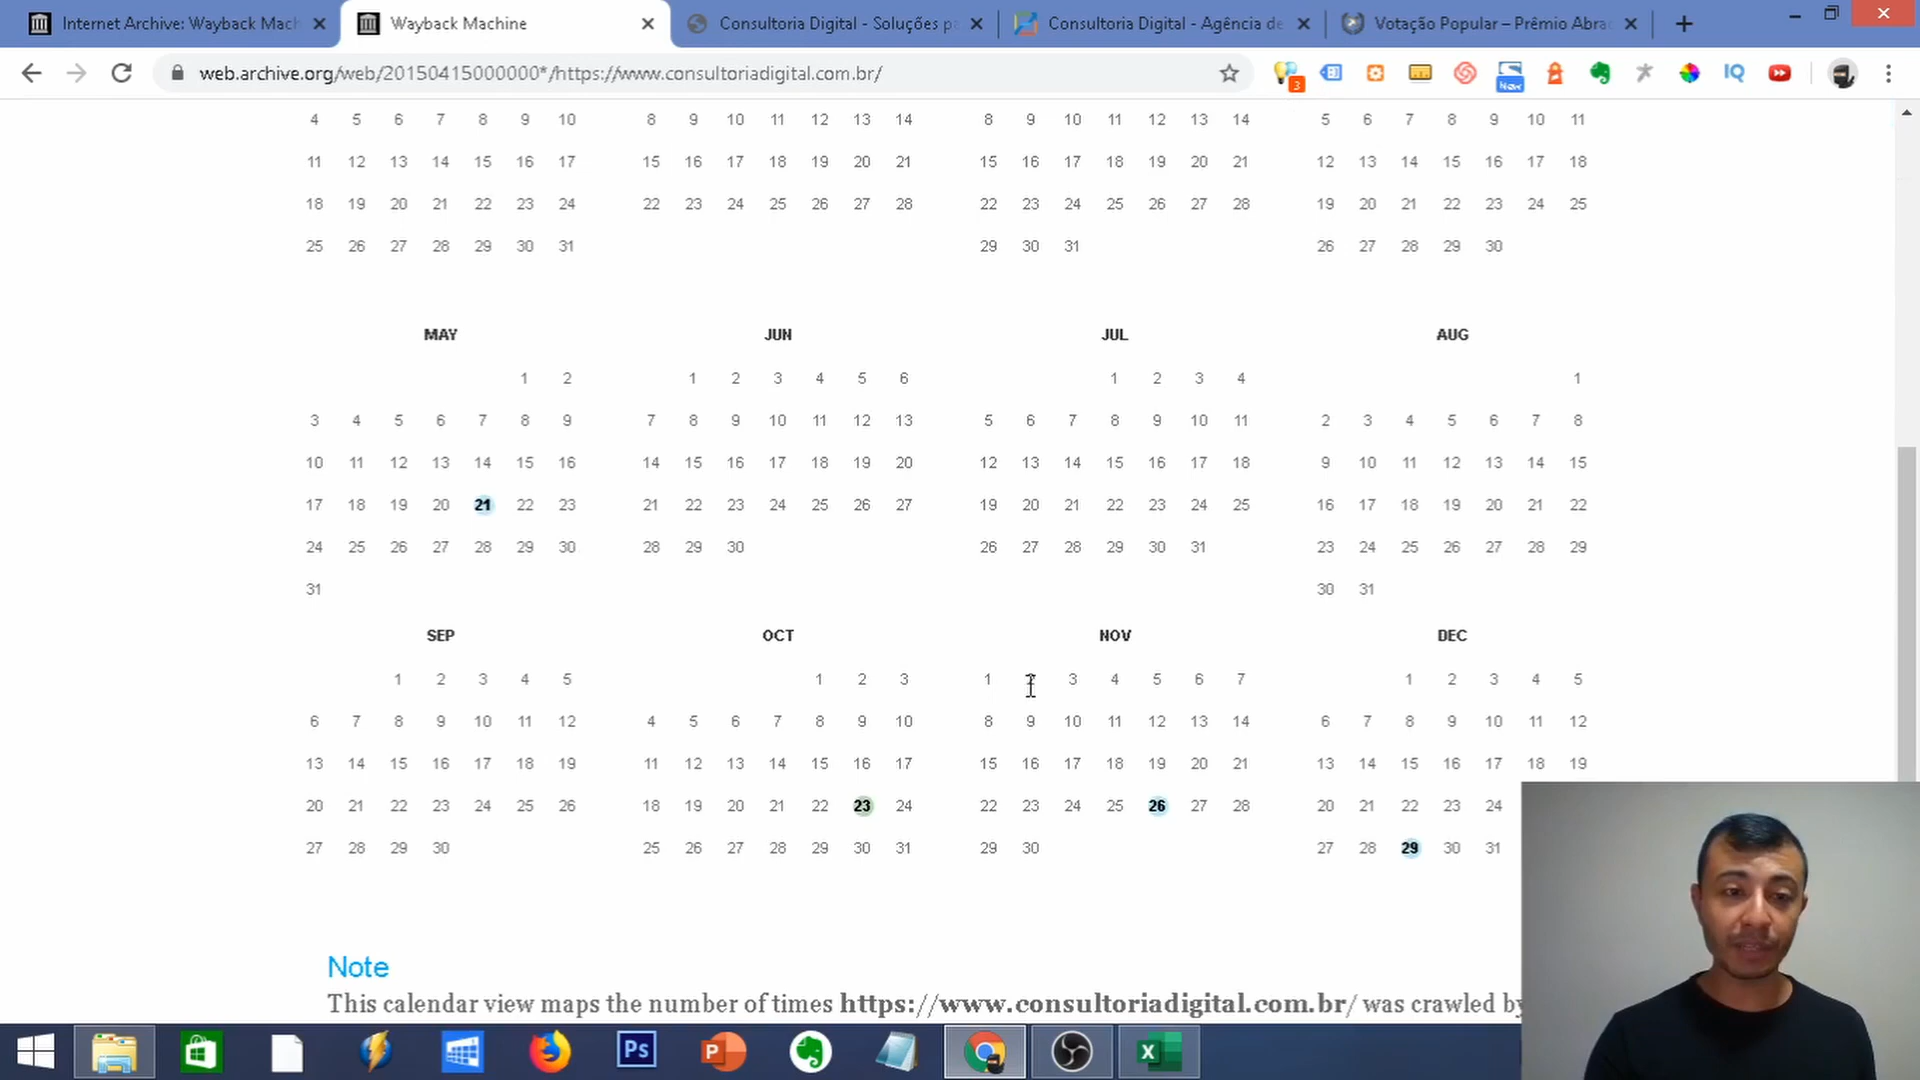 Internet Archive: Wayback Mach
Wayback Machine
Consultoria Digital - Soluções pa
Consultoria Digital - Agência de
Votação Popular – Prêmio Abra
web.archive.org/web/20150415000000*/https://www.consultoriadigital.com.br/
3
New
IQ
4 5 6 7 8 9 10 8 9 10 11 12 13 14 8 9 10 11 12 13 14 5 6 7 8 9 10 11
11 12 13 14 15 16 17 15 16 17 18 19 20 21 15 16 17 18 19 20 21 12 13 14 15 16 17 18
18 19 20 21 22 23 24 22 23 24 25 26 27 28 22 23 24 25 26 27 28 19 20 21 22 23 24 25
25 26 27 28 29 30 31 29 30 31 26 27 28 29 30
MAY JUN JUL AUG
1 2 1 2 3 4 5 6 1 2 3 4 1
3 4 5 6 7 8 9 7 8 9 10 11 12 13 5 6 7 8 9 10 11 2 3 4 5 6 7 8
10 11 12 13 14 15 16 14 15 16 17 18 19 20 12 13 14 15 16 17 18 9 10 11 12 13 14 15
17 18 19 20 21 22 23 21 22 23 24 25 26 27 19 20 21 22 23 24 25 16 17 18 19 20 21 22
24 25 26 27 28 29 30 28 29 30 26 27 28 29 30 31 23 24 25 26 27 28 29
31 30 31
SEP OCT NOV DEC
1 2 3 4 5 1 2 3 1 3 4 5 6 7 1 2 3 4 5
6 7 8 9 10 11 12 4 5 6 7 8 9 10 8 9 10 11 12 13 14 6 7 8 9 10 11 12
13 14 15 16 17 18 19 11 12 13 14 15 16 17 15 16 17 18 19 20 21 13 14 15 16 17 18 19
20 21 22 23 24 25 26 18 19 20 21 22 23 24 22 23 24 25 26 27 28 20 21 22 23 24
27 28 29 30 25 26 27 28 29 30 31 29 30 27 28 29 30 31
Note
This calendar view maps the number of times https://www.consultoriadigital.com.br/ was crawled by
Ps
P
X